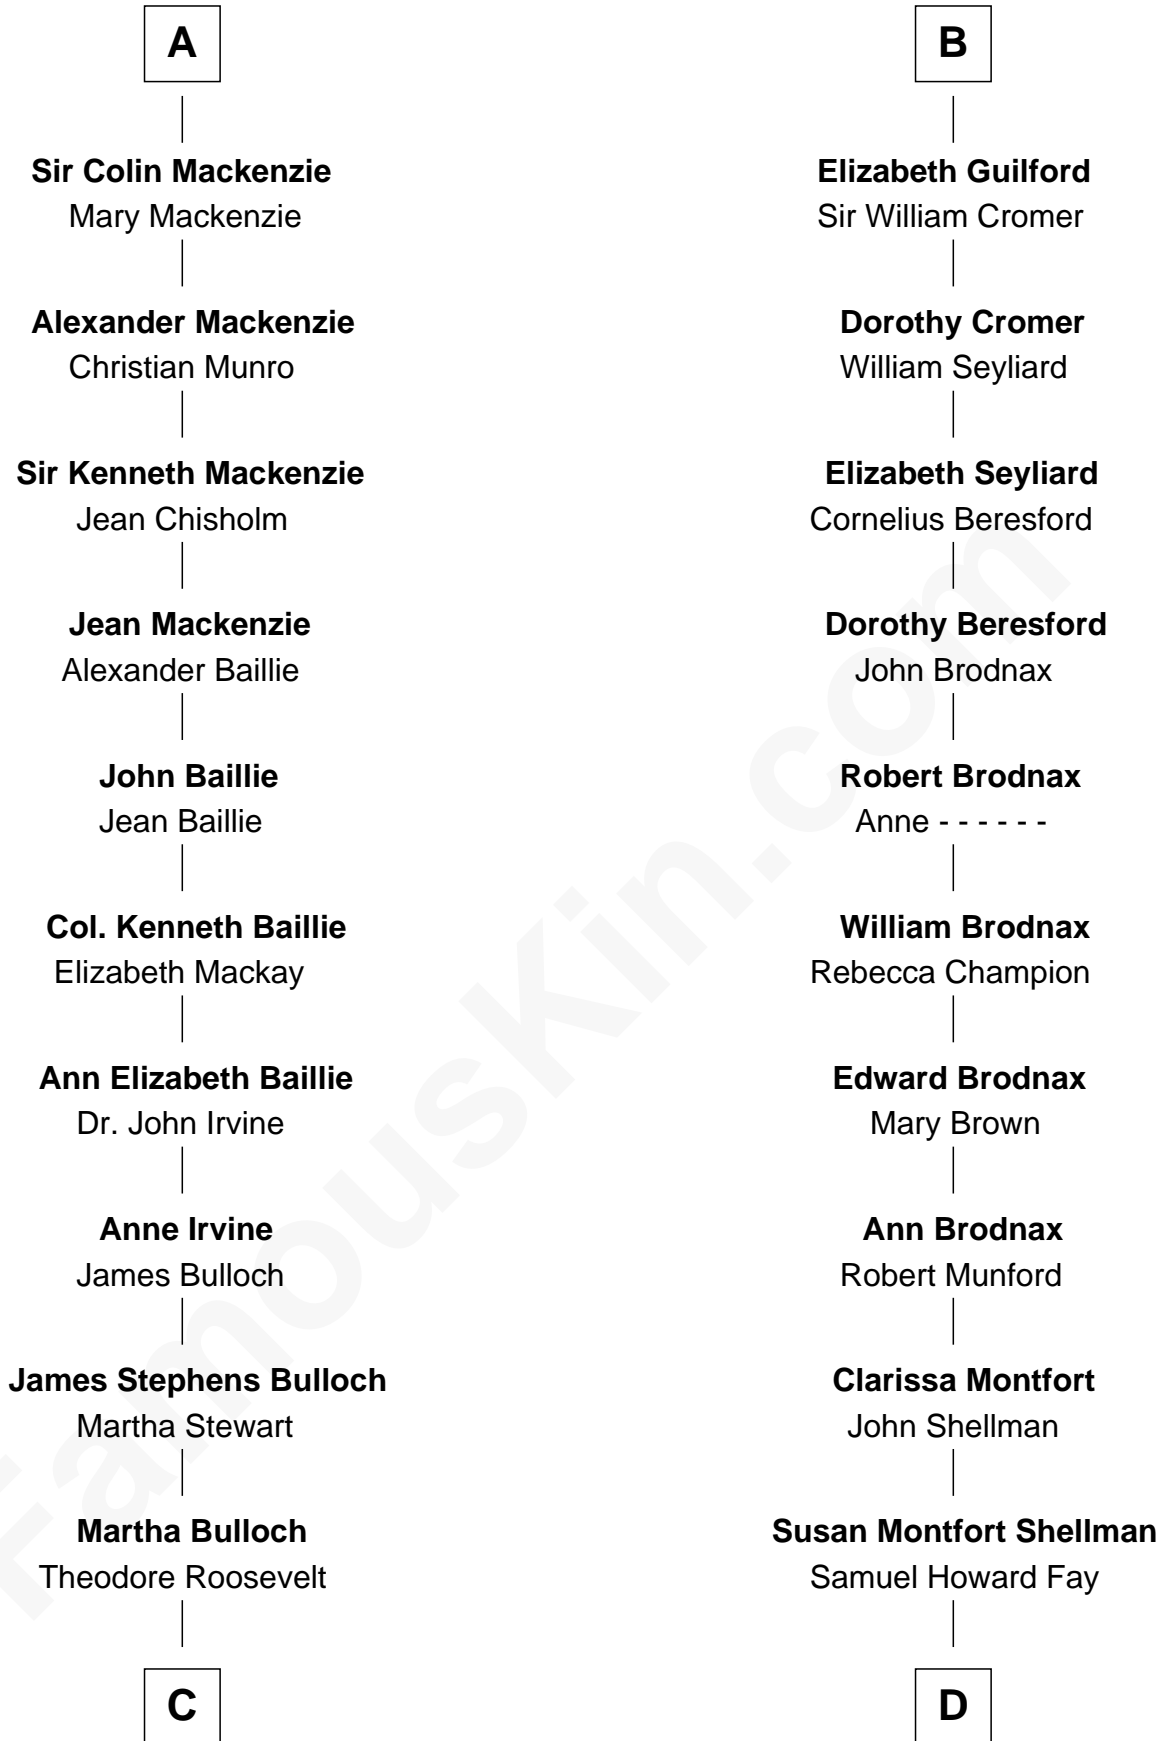 A
Sir Colin Mackenzie
Mary Mackenzie
Alexander Mackenzie
Christian Munro
Sir Kenneth Mackenzie
Jean Chisholm
Jean Mackenzie
Alexander Baillie
John Baillie
Jean Baillie
Col. Kenneth Baillie
Elizabeth Mackay
Ann Elizabeth Baillie
Dr. John Irvine
Anne Irvine
James Bulloch
James Stephens Bulloch
Martha Stewart
Martha Bulloch
Theodore Roosevelt
C
B
Elizabeth Guilford
Sir William Cromer
Dorothy Cromer
William Seyliard
Elizabeth Seyliard
Cornelius Beresford
Dorothy Beresford
John Brodnax
Robert Brodnax
Anne - - - - - -
William Brodnax
Rebecca Champion
Edward Brodnax
Mary Brown
Ann Brodnax
Robert Munford
Clarissa Montfort
John Shellman
Susan Montfort Shellman
Samuel Howard Fay
D
FamousKin.com